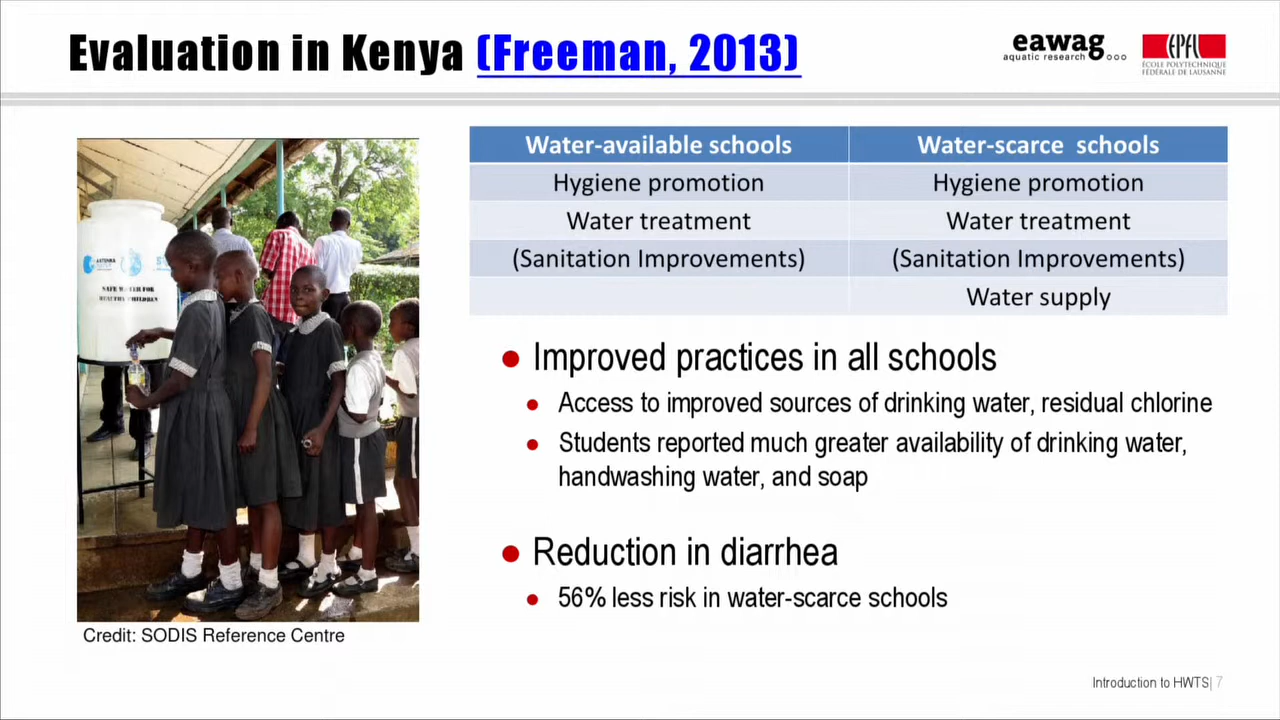 Evaluation in Kenya (Freeman, 2013)
eawag
aquatic research ooo
EPFL
ÉCOLE POLYTECHNIQUE
FÉDÉRALE DE LAUSANNE
Water-available schools
Water-scarce schools
Hygiene promotion
Hygiene promotion
Water treatment
Water treatment
(Sanitation Improvements)
(Sanitation Improvements)
Water supply
SAFE WATER FOR
HEALTHY CHILDREN
Improved practices in all schools
Access to improved sources of drinking water, residual chlorine
Students reported much greater availability of drinking water,
handwashing water, and soap
Reduction in diarrhea
56% less risk in water-scarce schools
Credit: SODIS Reference Centre
Introduction to HWTS| 7